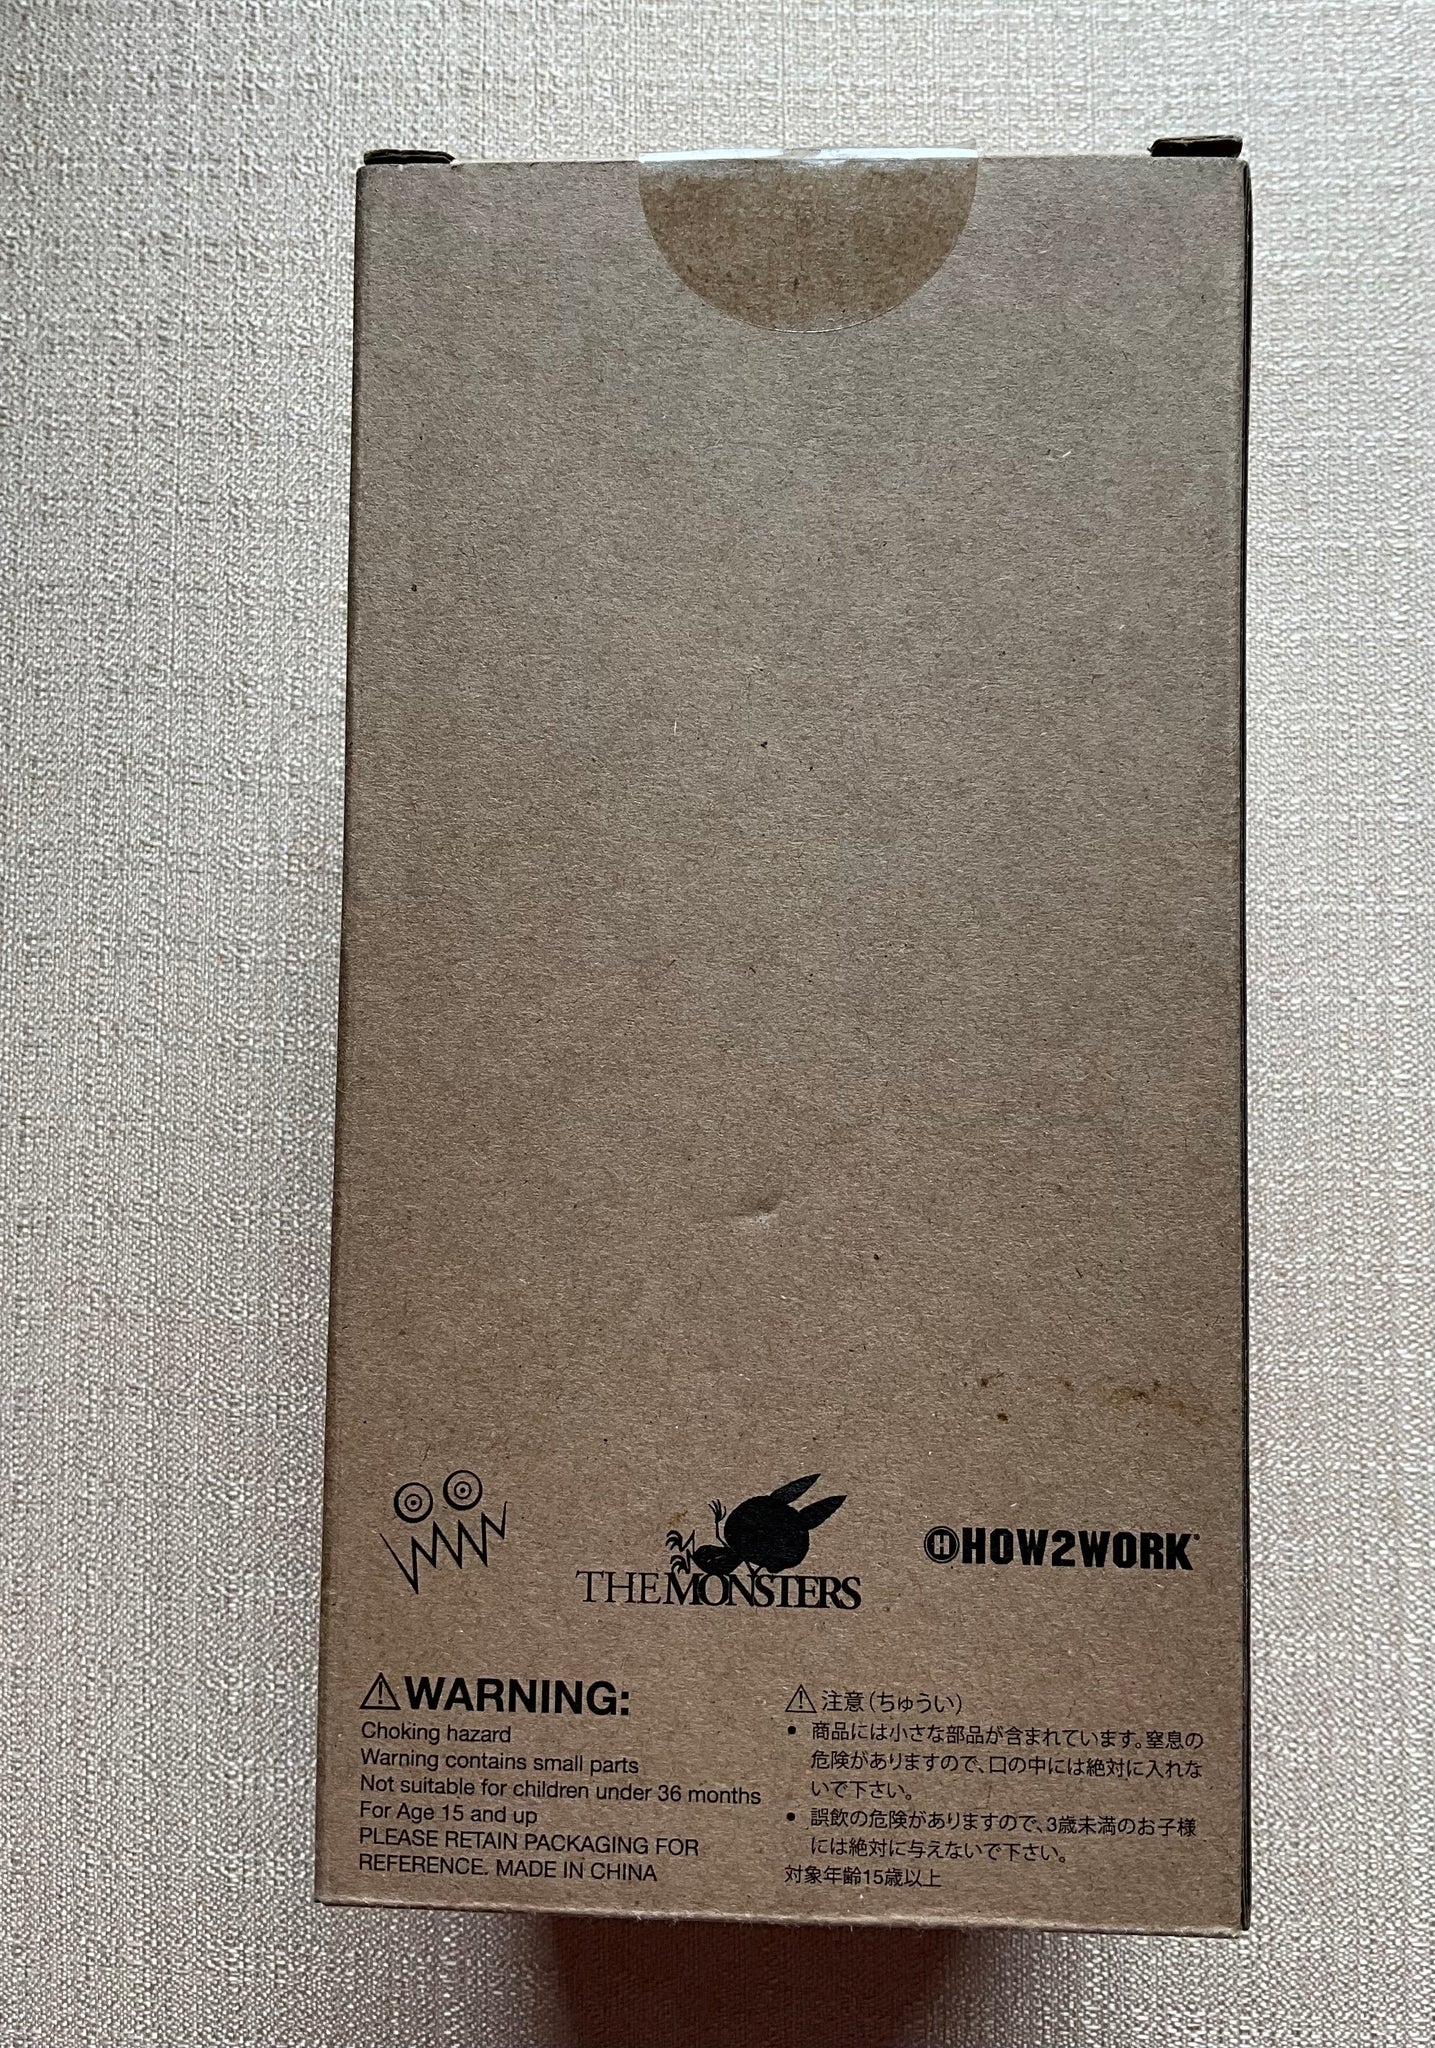 THE MONSTERS
H HOW2WORK
WARNING:
Choking hazard
Warning contains small parts
Not suitable for children under 36 months
For Age 15 and up
PLEASE RETAIN PACKAGING FOR
REFERENCE. MADE IN CHINA
注意(ちゅうい)
• 商品には小さな部品が含まれています。窒息の
危険がありますので、口の中には絶対に入れな
いで下さい。
• 誤飲の危険がありますので、3歳未満のお子様
には絶対に与えないで下さい。
対象年齢15歳以上